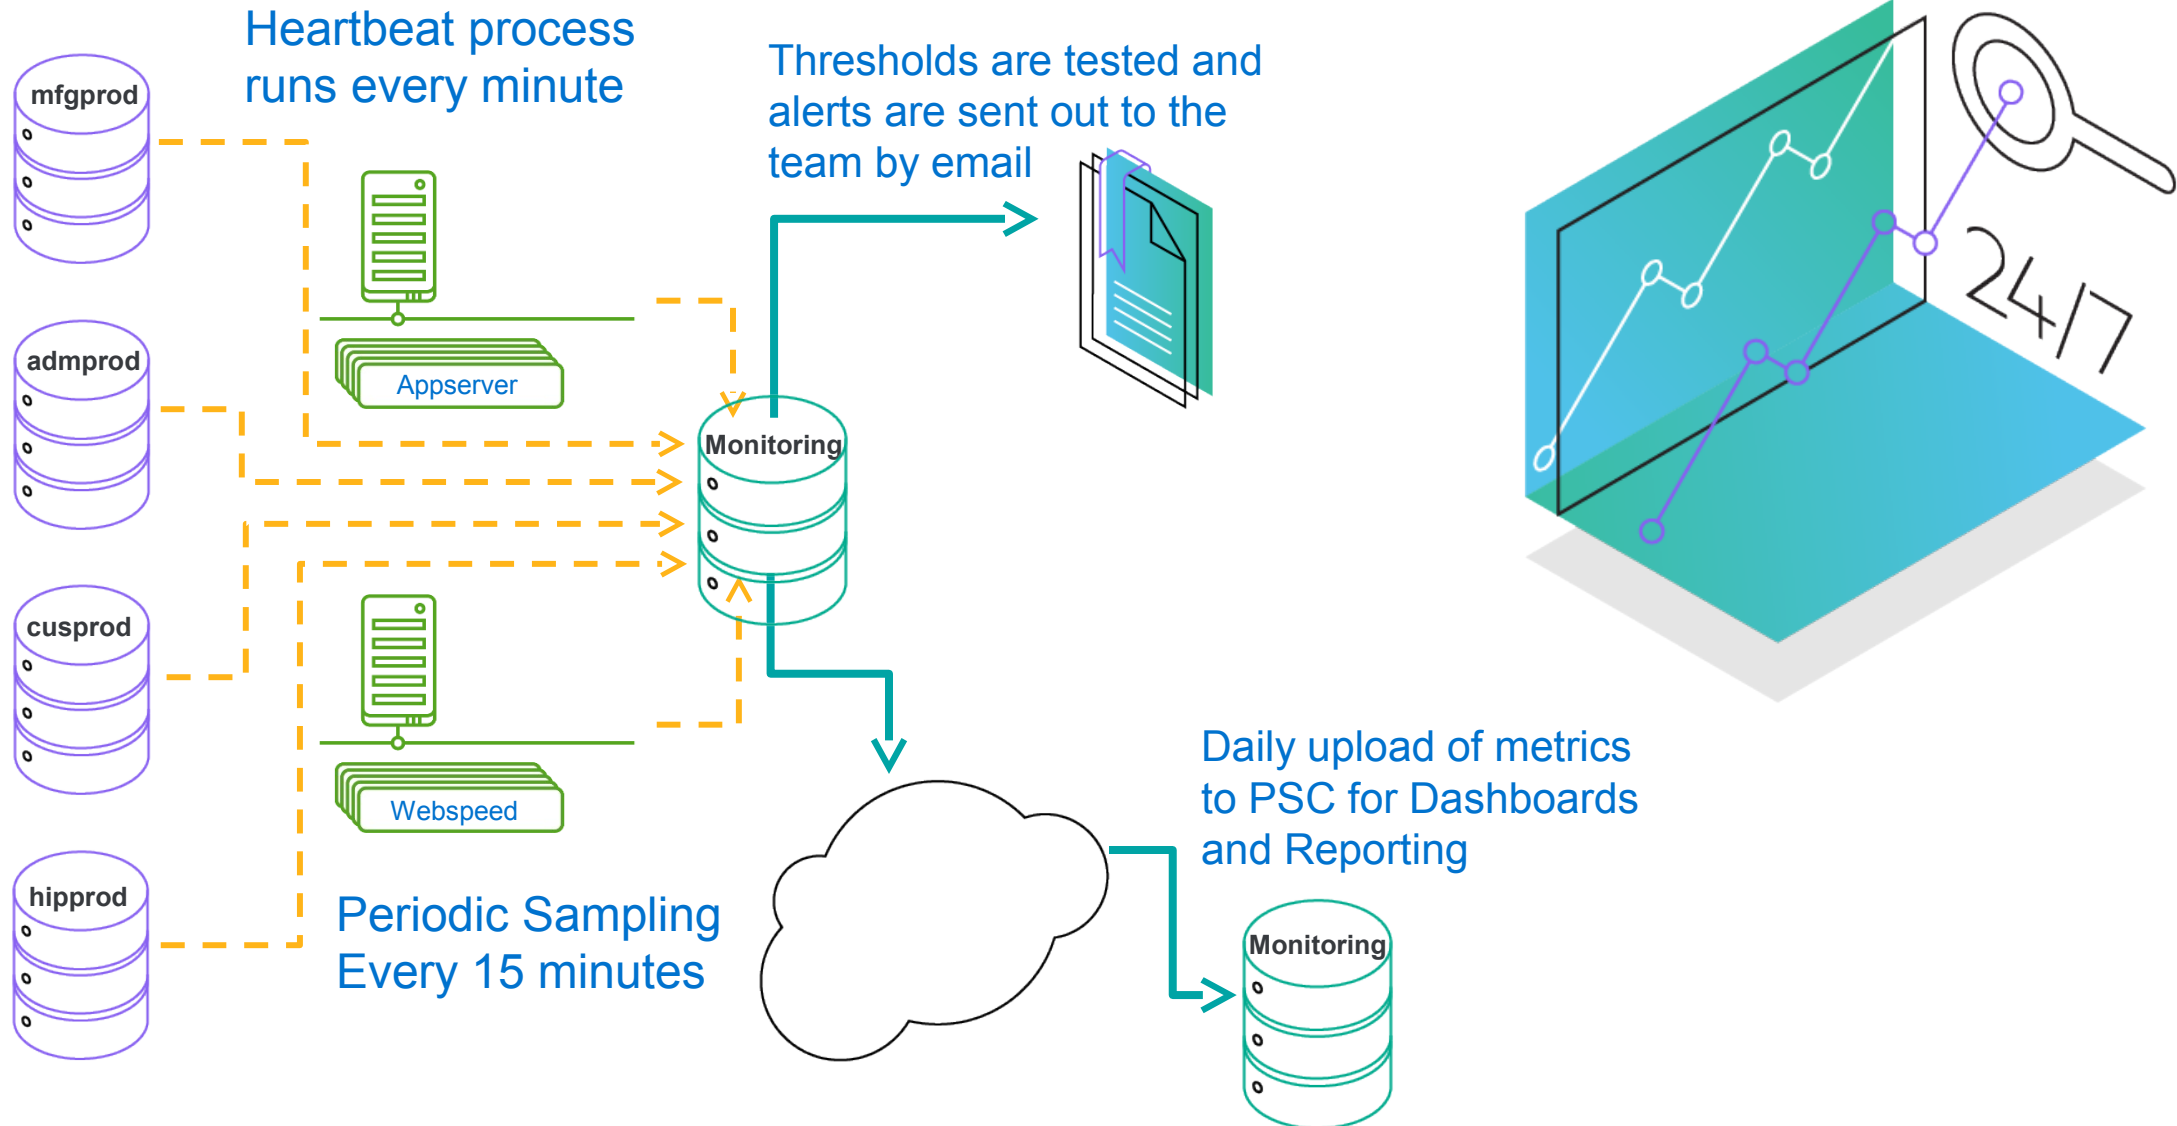 Heartbeat process
runs every minute
Thresholds are tested and
alerts are sent out to the
team by email
mfgprod
admprod
cusprod
hipprod
Appserver
Webspeed
Monitoring
24/7
Periodic Sampling
Every 15 minutes
Daily upload of metrics
to PSC for Dashboards
and Reporting
Monitoring